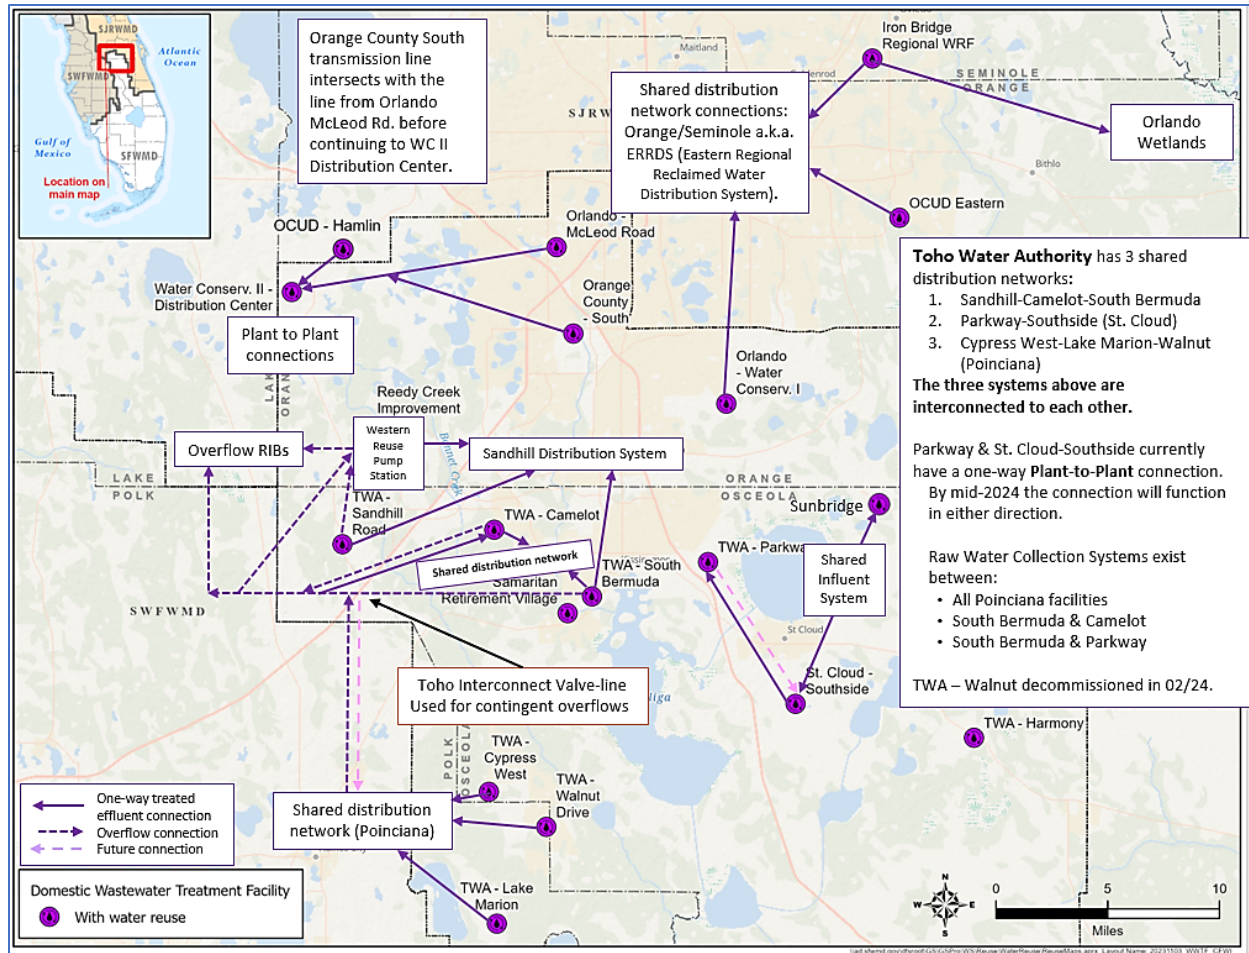 SJRWMD
Atlantic
Ocean
SWFWMD
Gulf of
Mexico
SFWMD
Location on
main map
Orange County South
transmission line
intersects with the
line from Orlando
McLeod Rd. before
continuing to WC II
Distribution Center.
Maitland
Iron Bridge
Regional WRF
SEMINOLE
ORANGE
SJRW
Shared distribution
network connections:
Orange/Seminole a.k.a.
ERRDS (Eastern Regional
Reclaimed Water
Distribution System).
Orlando
Wetlands
Bithlo
OCUD Eastern
OCUD - Hamlin
Orlando -
McLeod Road
Water Conserv. II -
Distribution Center
Orange
County
- South
Plant to Plant
connections
LAKE
ORANGE
Orlando
- Water
Conserv. I
Toho Water Authority has 3 shared
distribution networks:
1. Sandhill-Camelot-South Bermuda
2. Parkway-Southside (St. Cloud)
3. Cypress West-Lake Marion-Walnut
(Poinciana)
The three systems above are
interconnected to each other.
Parkway & St. Cloud-Southside currently
have a one-way Plant-to-Plant connection.
By mid-2024 the connection will function
in either direction.
Raw Water Collection Systems exist
between:
• All Poinciana facilities
• South Bermuda & Camelot
• South Bermuda & Parkway
TWA – Walnut decommissioned in 02/24.
Reedy Creek
Improvement
Western
Reuse
Pump
Station
Bonnet Creek
Overflow RIBs
Sandhill Distribution System
LAKE
POLK
ORANGE
OSCEOLA
TWA -
Sandhill
Road
TWA - Camelot
Shared distribution network
Sunbridge
TWA - Parkway
Shared
Influent
System
TWA - South
Bermuda
Samaritan
Retirement Village
SWFWMD
St Cloud
St. Cloud -
Southside
Toho Interconnect Valve-line
Used for contingent overflows
TWA - Harmony
POLK
OSCEOLA
TWA -
Cypress
West
TWA -
Walnut
Drive
Shared distribution
network (Poinciana)
TWA - Lake
Marion
One-way treated
effluent connection
Overflow connection
Future connection
Domestic Wastewater Treatment Facility
With water reuse
N
W
E
S
0
5
10
Miles